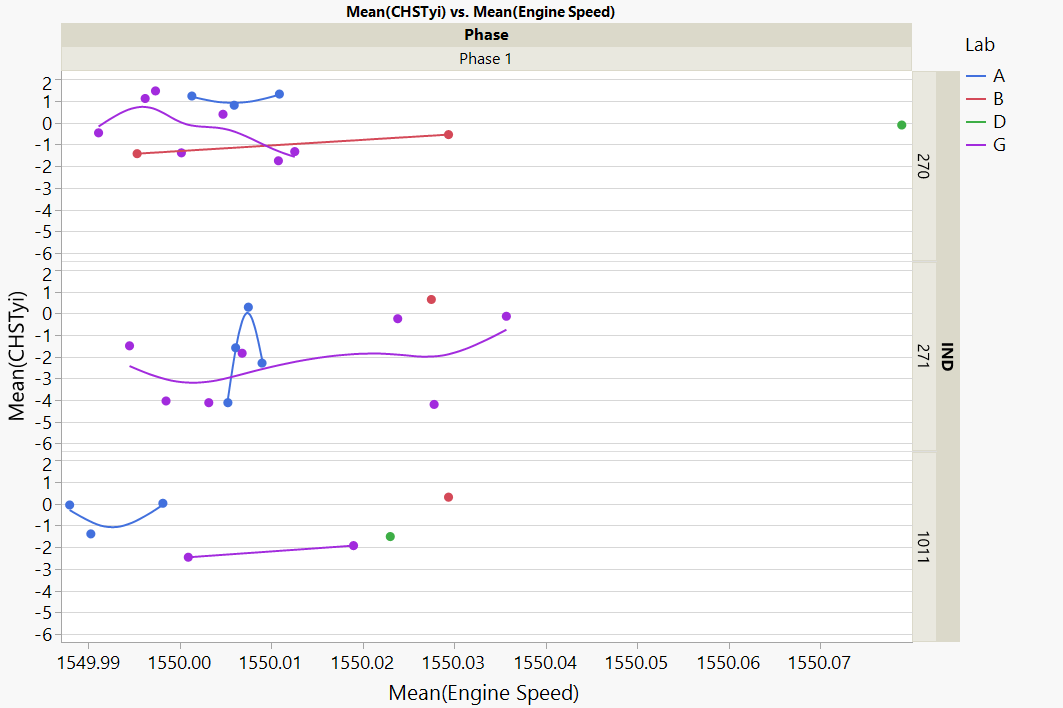 Mean(CHSTyi) vs. Mean(Engine Speed)
Phase
Phase 1
Lab
A
B
D
G
2
1
0
-1
-2
-3
-4
-5
-6
270
2
1
0
-1
-2
-3
-4
-5
-6
271
2
1
0
-1
-2
-3
-4
-5
-6
1011
IND
Mean(CHSTyi)
1549.99 1550.00 1550.01 1550.02 1550.03 1550.04 1550.05 1550.06 1550.07
Mean(Engine Speed)